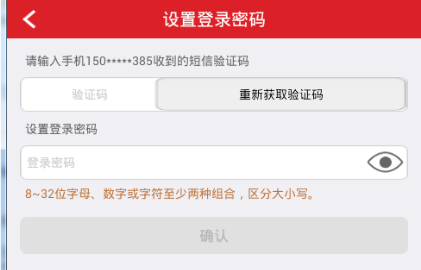 设置登录密码
请输入手机150*****385收到的短信验证码
验证码 重新获取验证码
设置登录密码
登录密码
8~32位字母、数字或字符至少两种组合，区分大小写。
确认